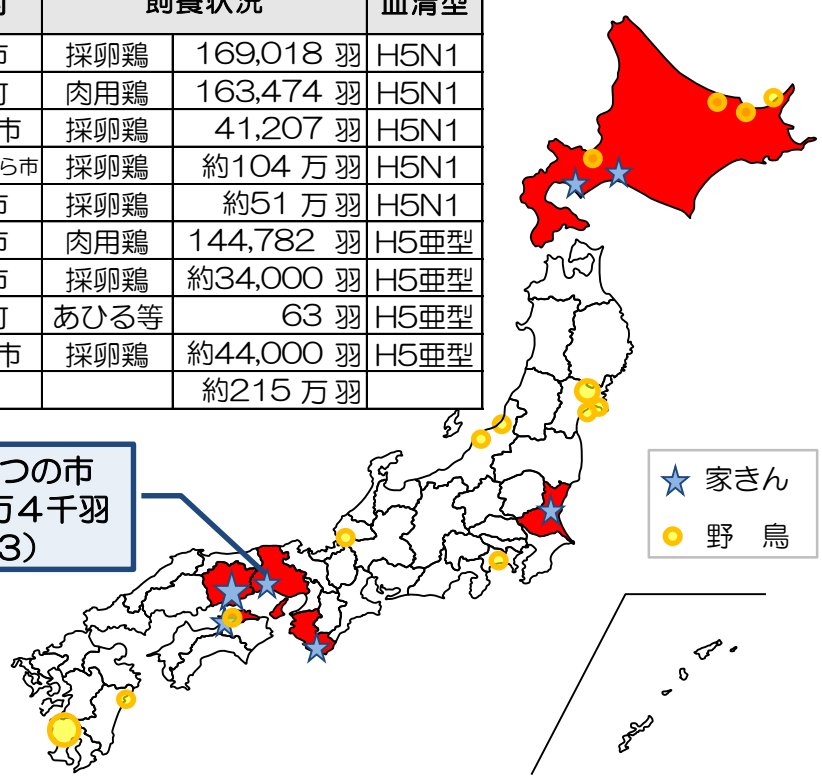 飼養状況 血清型
市 採卵鶏 169,018 羽 H5N1
町 肉用鶏 163,474 羽 H5N1
市 採卵鶏 41,207 羽 H5N1
ら市 採卵鶏 約104 万 羽 H5N1
市 採卵鶏 約51 万 羽 H5N1
市 肉用鶏 144,782 羽 H5亜型
市 採卵鶏 約34,000 羽 H5亜型
町 あひる等 63 羽 H5亜型
市 採卵鶏 約44,000 羽 H5亜型
約215 万 羽
つの市
万4千羽
3）
家きん
野 鳥